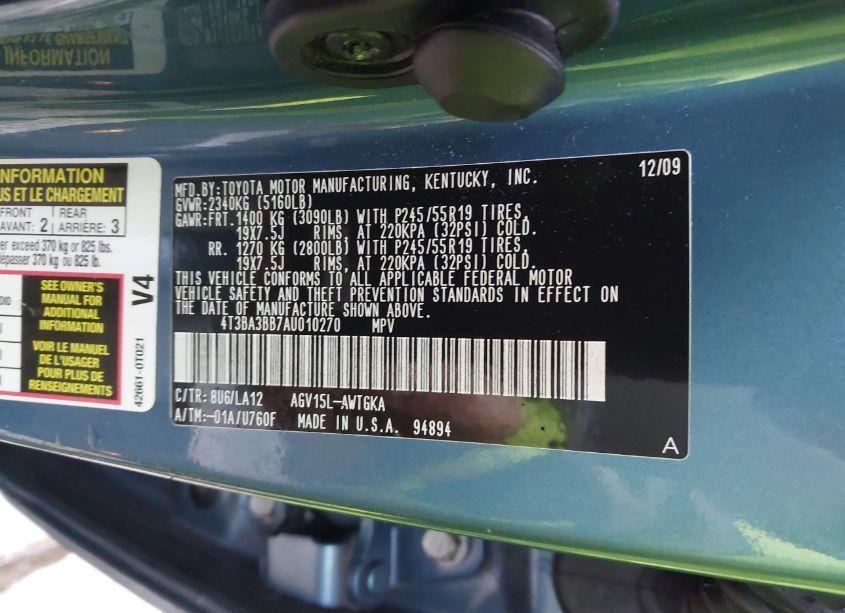 INFORMATION
US ET LE CHARGEMENT
FRONT
AVANT: 2
REAR
ARRIÈRE: 3
er exceed 370 kg or 825 lbs.
dépasser 370 kg ou 825 lb.
SEE OWNER'S
MANUAL FOR
ADDITIONAL
INFORMATION
VOIR LE MANUEL
DE L'USAGER
POUR PLUS DE
RENSEIGNEMENTS
V4
42661-0T021
12/09
MFD.BY:TOYOTA MOTOR MANUFACTURING, KENTUCKY, INC.
GVWR:2340KG (5160LB)
GAWR:FRT.1400 KG (3090LB) WITH P245/55R19 TIRES,
19X7.5J RIMS, AT 220KPA (32PSI) COLD.
RR. 1270 KG (2800LB) WITH P245/55R19 TIRES,
19X7.5J RIMS, AT 220KPA (32PSI) COLD.
THIS VEHICLE CONFORMS TO ALL APPLICABLE FEDERAL MOTOR
VEHICLE SAFETY AND THEFT PREVENTION STANDARDS IN EFFECT ON
THE DATE OF MANUFACTURE SHOWN ABOVE.
4T3BA3BB7AU010270 MPV
C/TR: 8U6/LA12 AGV15L-AWTGKA
A/TM:-01A/U760F MADE IN U.S.A. 94894
A